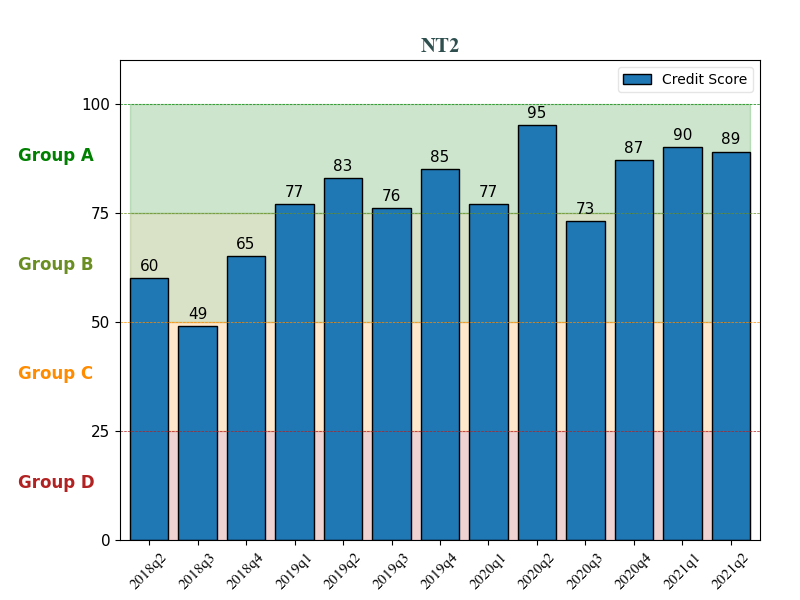 NT2
Credit Score
100
75
50
25
0
Group A
Group B
Group C
Group D
60
49
65
77
83
76
85
77
95
73
87
90
89
2018q2
2018q3
2018q4
2019q1
2019q2
2019q3
2019q4
2020q1
2020q2
2020q3
2020q4
2021q1
2021q2